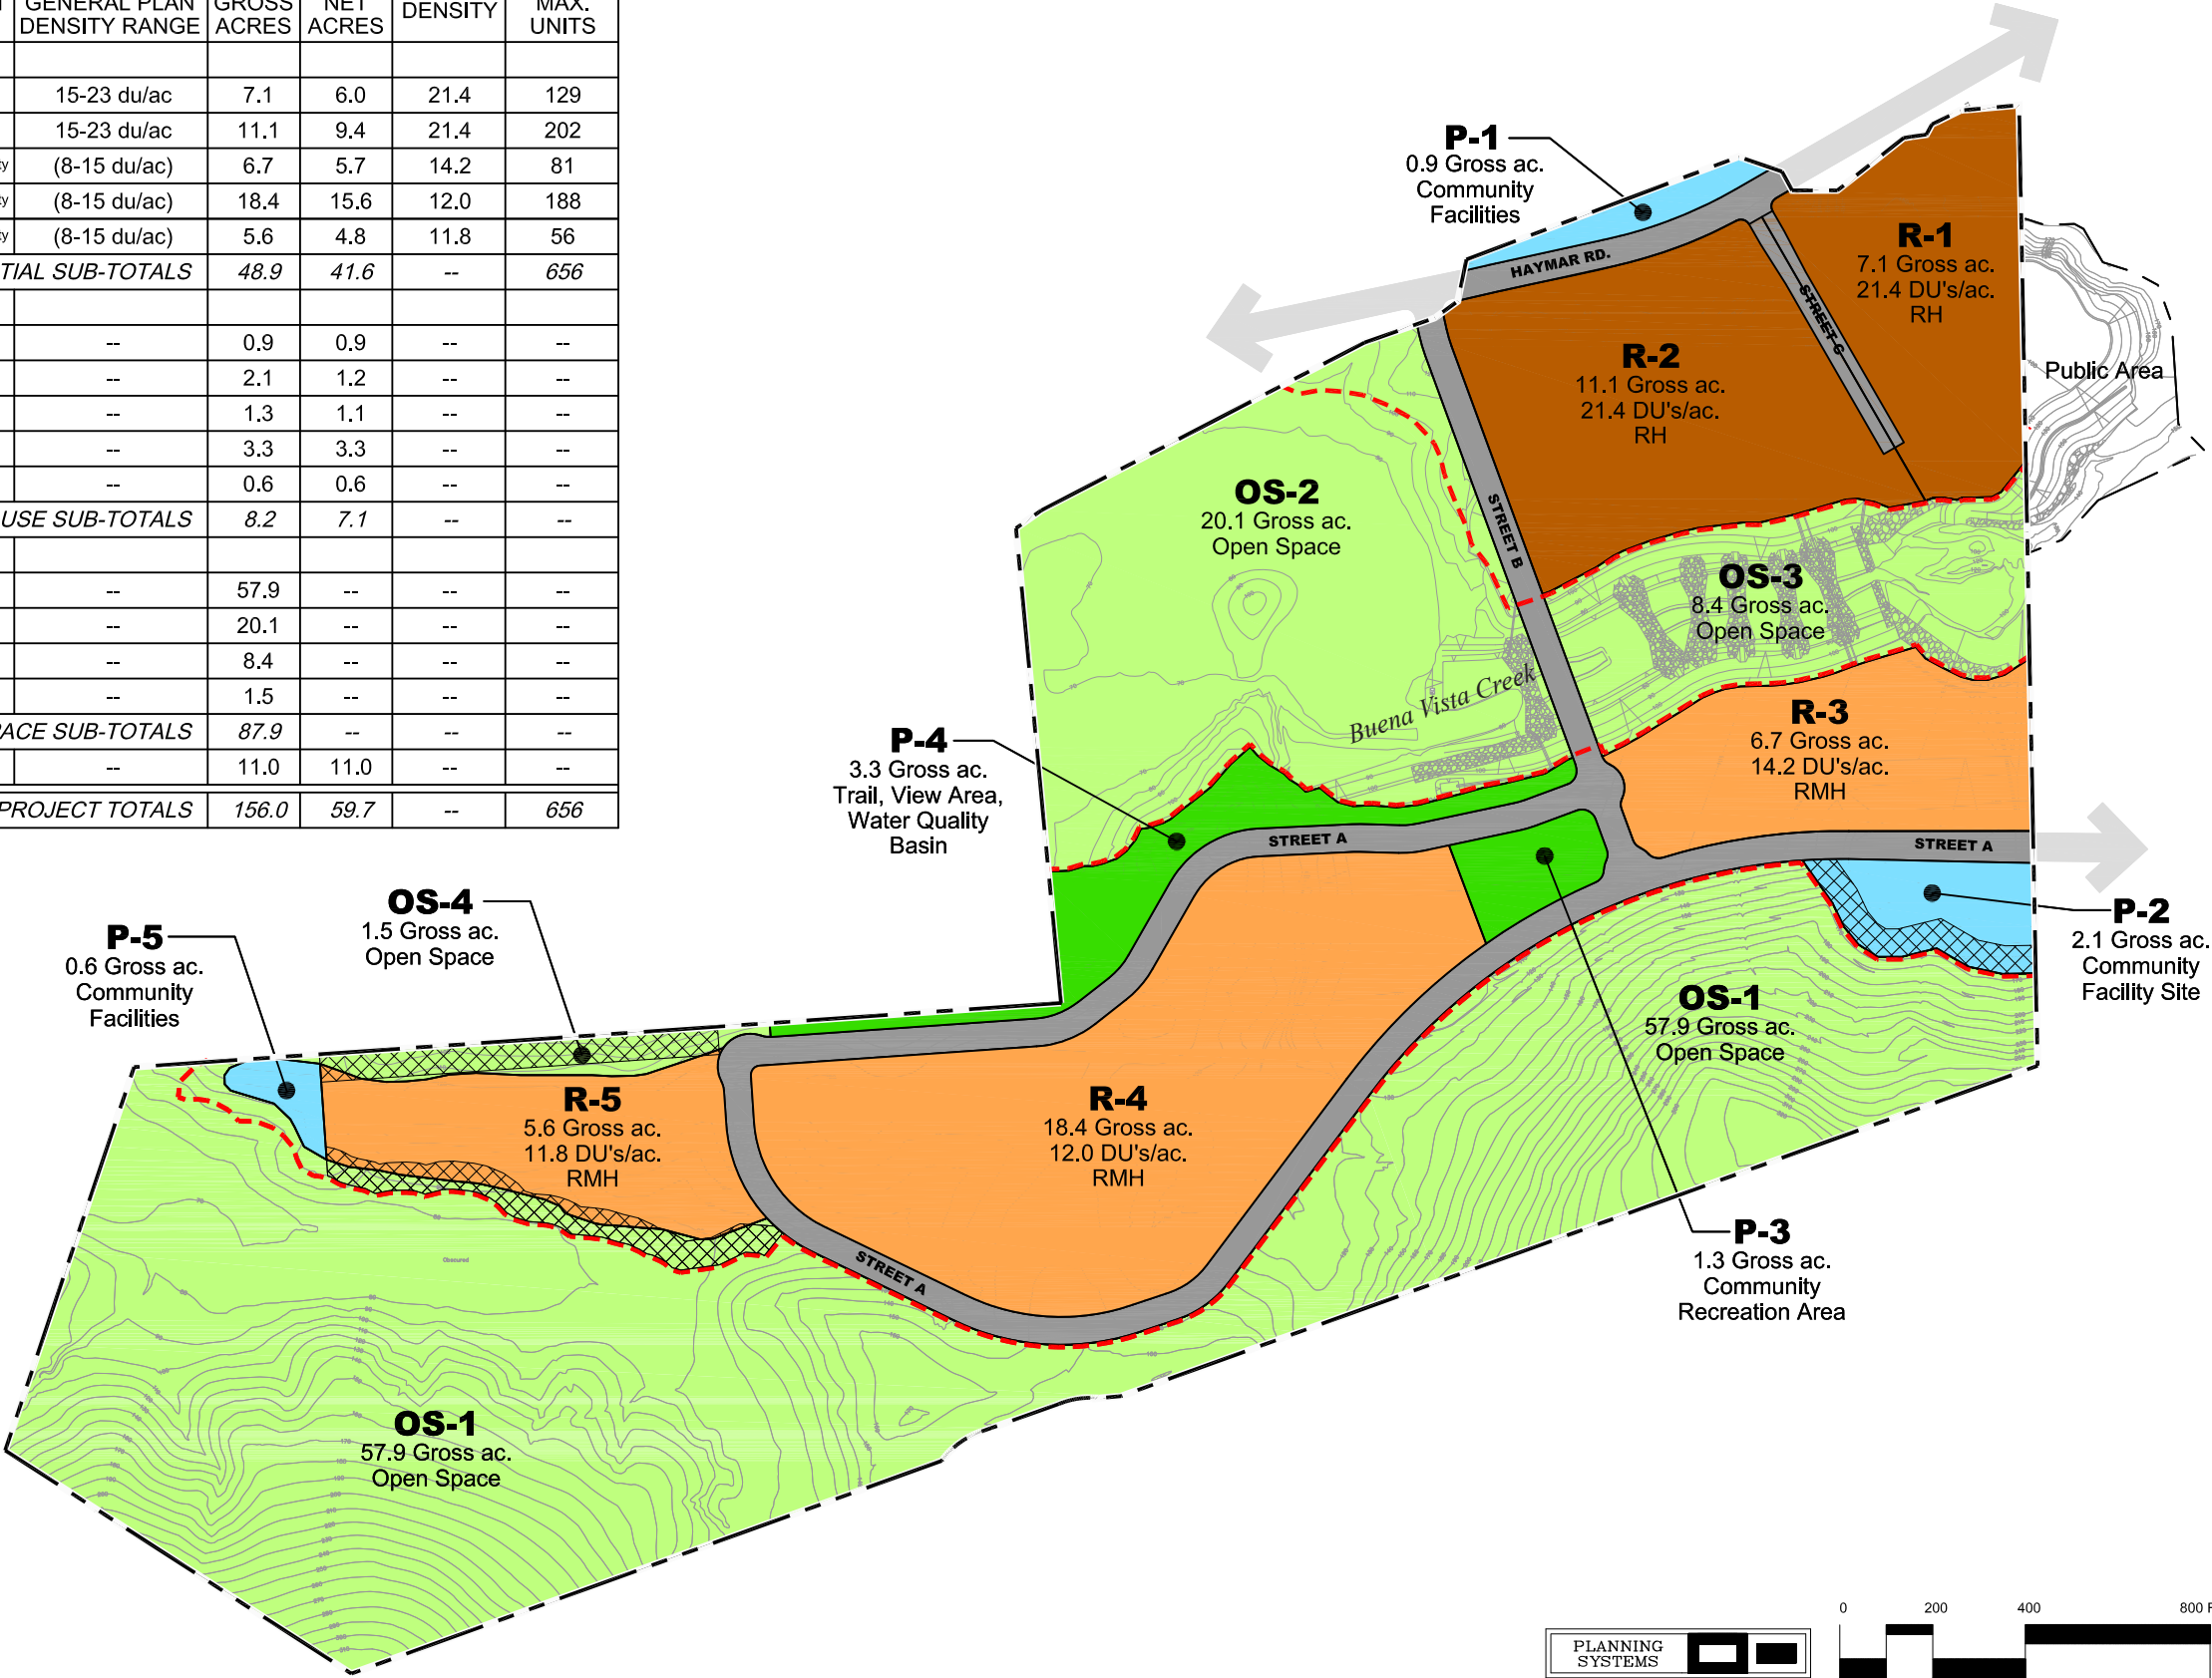 GENERAL PLAN DENSITY RANGE GROSS ACRES NET ACRES DENSITY MAX. UNITS
15-23 du/ac 7.1 6.0 21.4 129
15-23 du/ac 11.1 9.4 21.4 202
(8-15 du/ac) 6.7 5.7 14.2 81
(8-15 du/ac) 18.4 15.6 12.0 188
(8-15 du/ac) 5.6 4.8 11.8 56
TIAL SUB-TOTALS 48.9 41.6 -- 656
-- 0.9 0.9 -- --
-- 2.1 1.2 -- --
-- 1.3 1.1 -- --
-- 3.3 3.3 -- --
-- 0.6 0.6 -- --
USE SUB-TOTALS 8.2 7.1 -- --
-- 57.9 -- -- --
-- 20.1 -- -- --
-- 8.4 -- -- --
-- 1.5 -- -- --
ACE SUB-TOTALS 87.9 -- -- --
-- 11.0 11.0 -- --
PROJECT TOTALS 156.0 59.7 -- 656
P-1
0.9 Gross ac.
Community
Facilities
HAYMAR RD.
R-1
7.1 Gross ac.
21.4 DU's/ac.
RH
STREET C
R-2
11.1 Gross ac.
21.4 DU's/ac.
RH
Public Area
OS-2
20.1 Gross ac.
Open Space
STREET B
OS-3
8.4 Gross ac.
Open Space
Buena Vista Creek
R-3
6.7 Gross ac.
14.2 DU's/ac.
RMH
P-4
3.3 Gross ac.
Trail, View Area,
Water Quality
Basin
STREET A
STREET A
P-2
2.1 Gross ac.
Community
Facility Site
OS-4
1.5 Gross ac.
Open Space
P-5
0.6 Gross ac.
Community
Facilities
OS-1
57.9 Gross ac.
Open Space
R-5
5.6 Gross ac.
11.8 DU's/ac.
RMH
R-4
18.4 Gross ac.
12.0 DU's/ac.
RMH
P-3
1.3 Gross ac.
Community
Recreation Area
Obscured
STREET A
OS-1
57.9 Gross ac.
Open Space
PLANNING
SYSTEMS
0 200 400 800 F